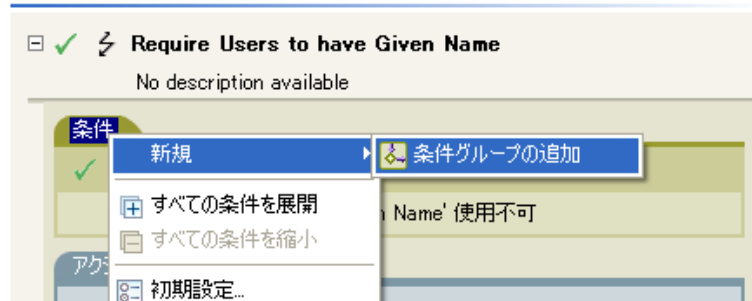 Require Users to have Given Name
No description available
条件
新規
条件グループの追加
すべての条件を展開
Name' 使用不可
すべての条件を縮小
アク
初期設定...